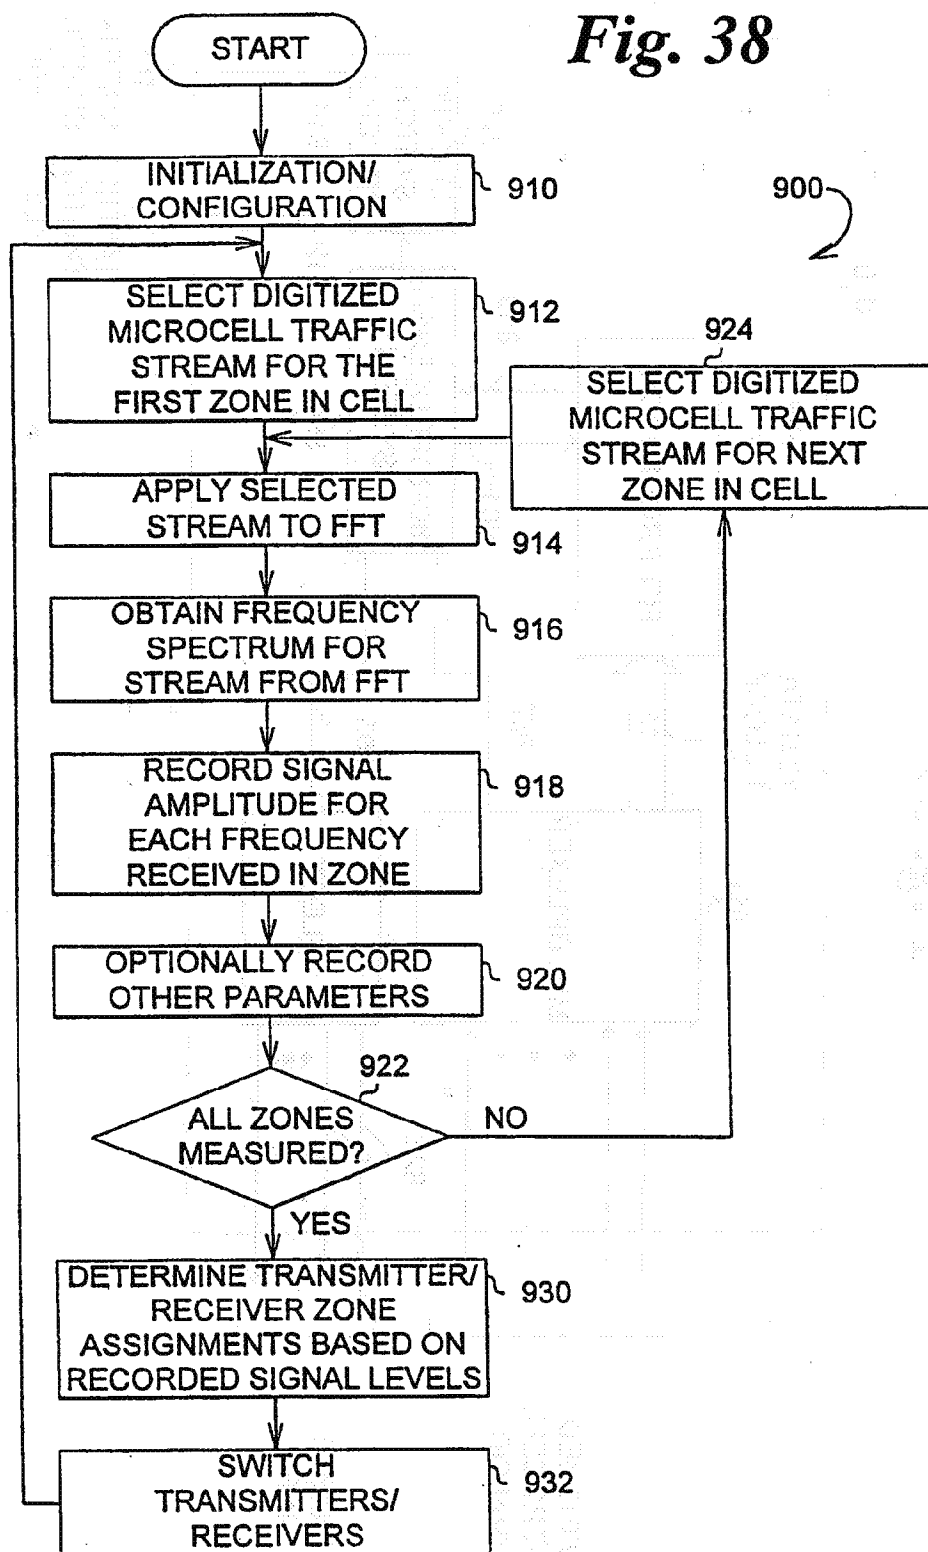 Fig. 38
START
INITIALIZATION/
CONFIGURATION
910
900
SELECT DIGITIZED
MICROCELL TRAFFIC
STREAM FOR THE
FIRST ZONE IN CELL
912
924
SELECT DIGITIZED
MICROCELL TRAFFIC
STREAM FOR NEXT
ZONE IN CELL
APPLY SELECTED
STREAM TO FFT
914
OBTAIN FREQUENCY
SPECTRUM FOR
STREAM FROM FFT
916
RECORD SIGNAL
AMPLITUDE FOR
EACH FREQUENCY
RECEIVED IN ZONE
918
OPTIONALLY RECORD
OTHER PARAMETERS
920
922
ALL ZONES
MEASURED?
NO
YES
DETERMINE TRANSMITTER/
RECEIVER ZONE
ASSIGNMENTS BASED ON
RECORDED SIGNAL LEVELS
930
SWITCH
TRANSMITTERS/
RECEIVERS
932